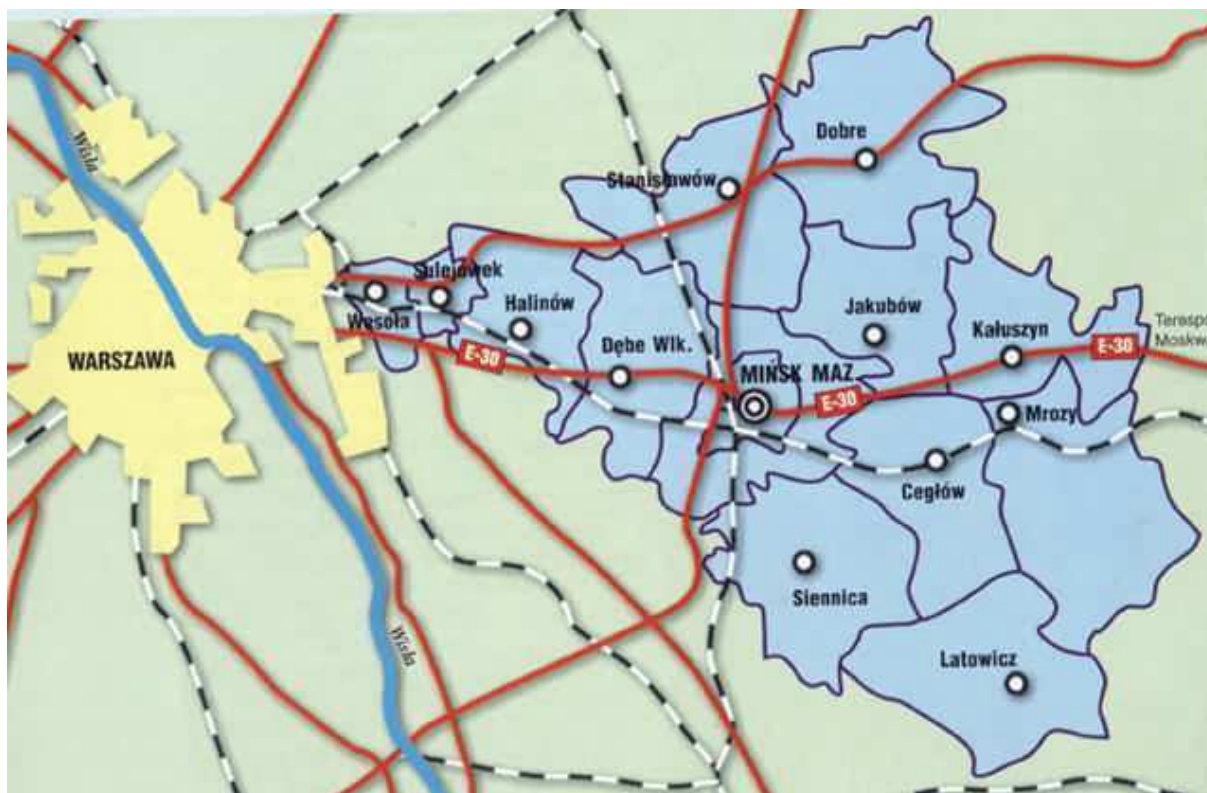 Wisła
Dobre
Stanisławów
Sulejówek
Wesoła
Halinów
Jakubów
Kałuszyn
Dębe Wlk.
E-30
WARSZAWA
E-30
MIŃSK MAZ.
E-30
Mrozy
Cegłów
Siennica
Wisła
Latowicz